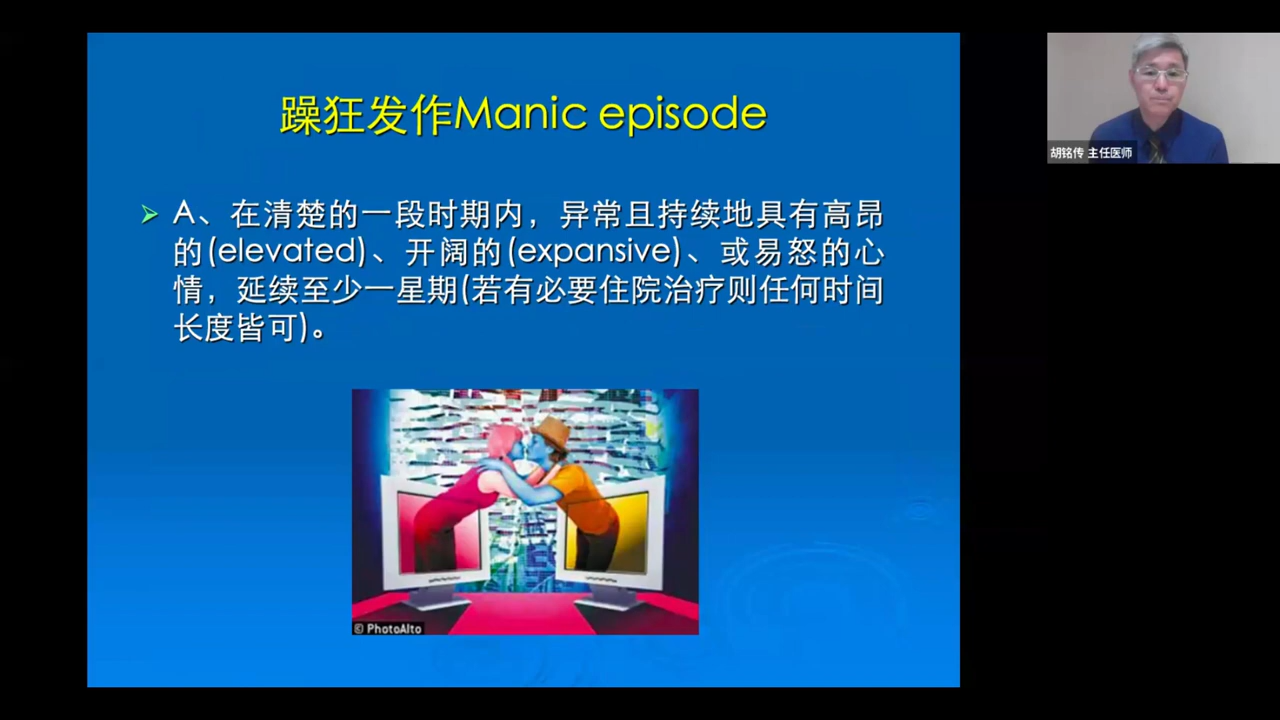 躁狂发作Manic episode
A、在清楚的一段时期内，异常且持续地具有高昂
的(elevated)、开阔的(expansive)、或易怒的心
情，延续至少一星期(若有必要住院治疗则任何时间
长度皆可)。
© PhotoAlto
胡铭传 主任医师